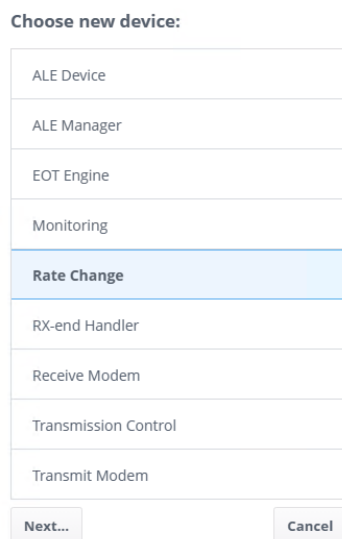 Choose new device:
ALE Device
ALE Manager
EOT Engine
Monitoring
Rate Change
RX-end Handler
Receive Modem
Transmission Control
Transmit Modem
Next...
Cancel